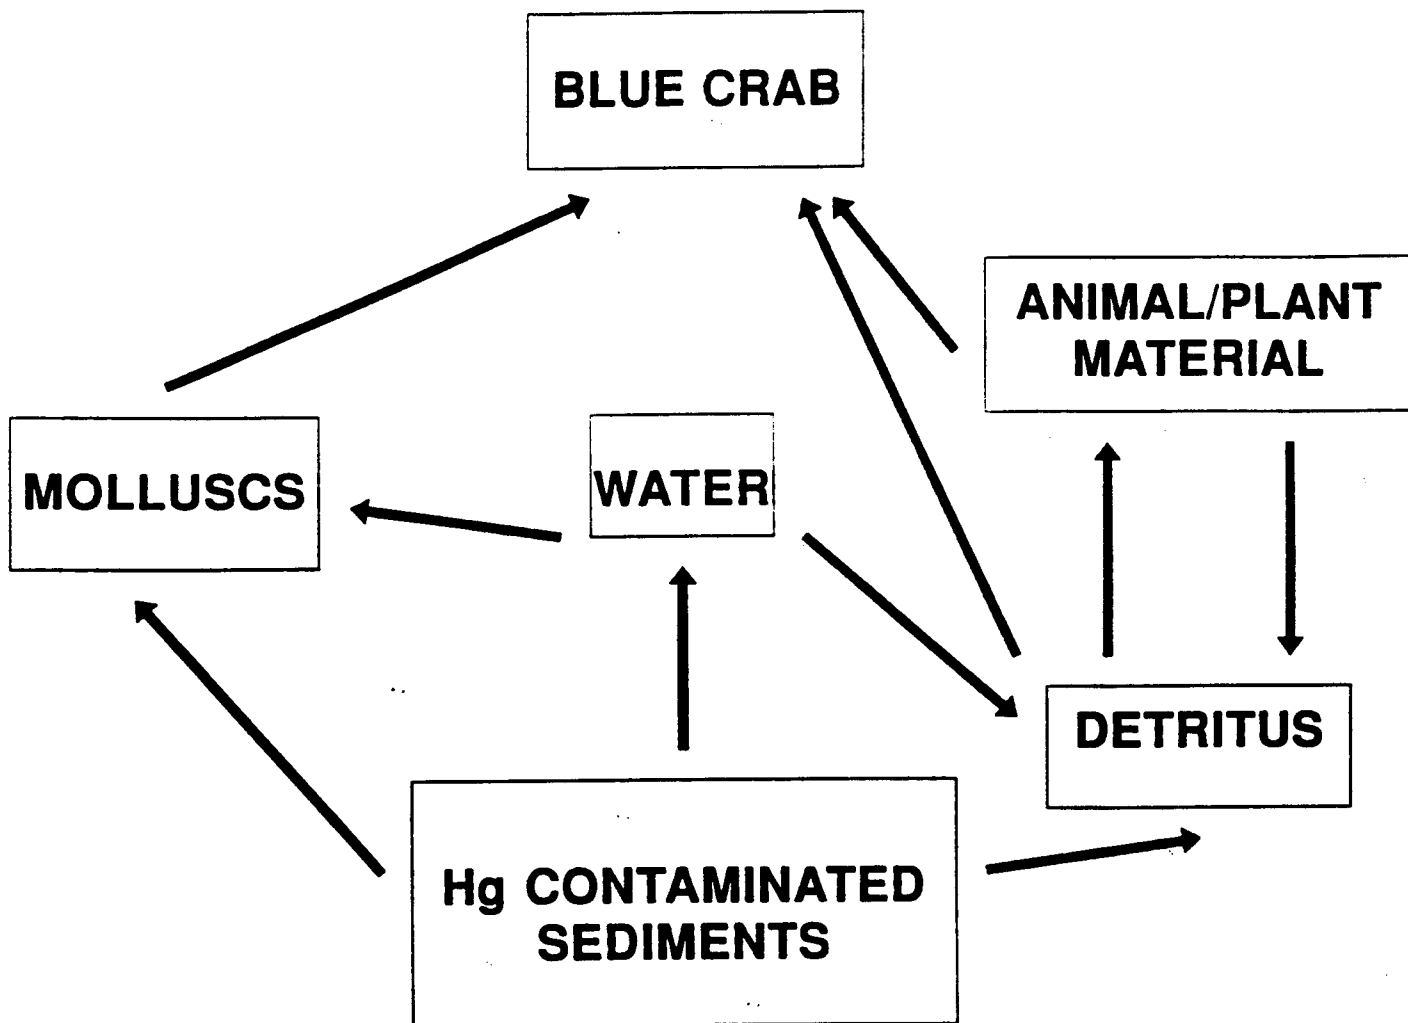 BLUE CRAB
ANIMAL/PLANT
MATERIAL
MOLLUSCS
WATER
DETRITUS
Hg CONTAMINATED
SEDIMENTS